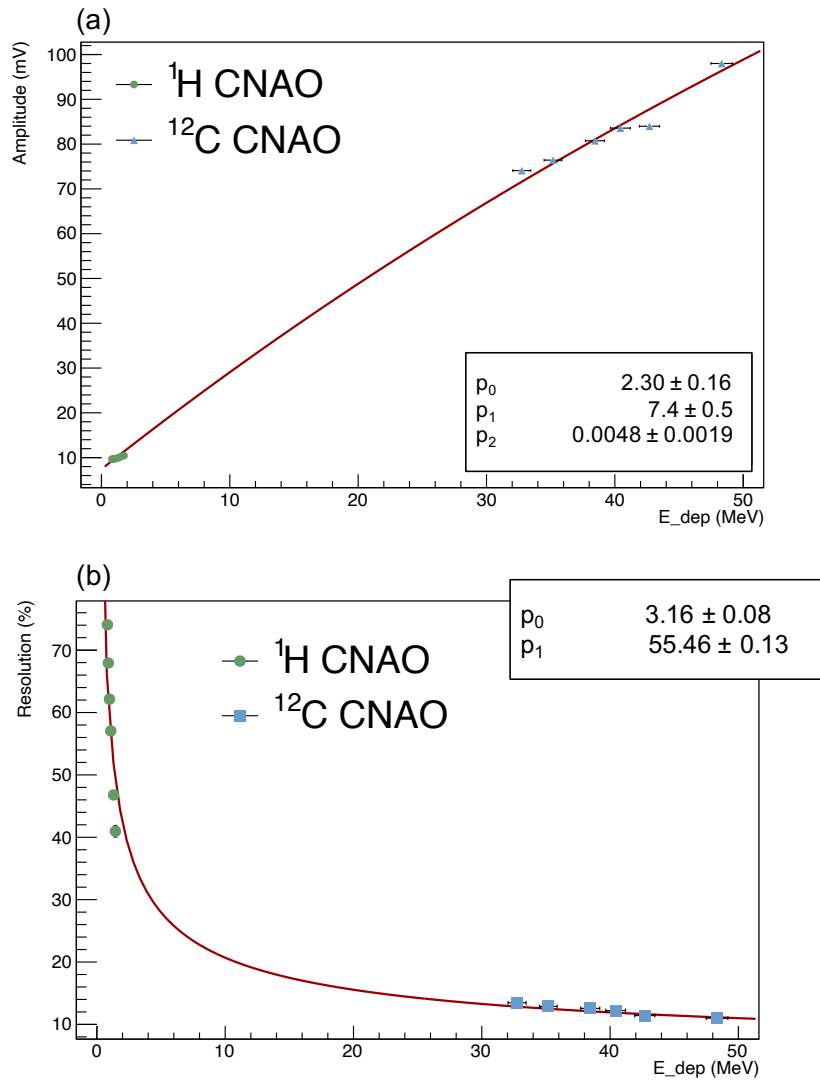 (a)
Amplitude (mV)
100
90
80
70
60
50
40
30
20
10
¹H CNAO
¹²C CNAO
p₀ 2.30 ± 0.16
p₁ 7.4 ± 0.5
p₂ 0.0048 ± 0.0019
0 10 20 30 40 50
E_dep (MeV)
(b)
Resolution (%)
70
60
50
40
30
20
10
p₀ 3.16 ± 0.08
p₁ 55.46 ± 0.13
¹H CNAO
¹²C CNAO
0 10 20 30 40 50
E_dep (MeV)